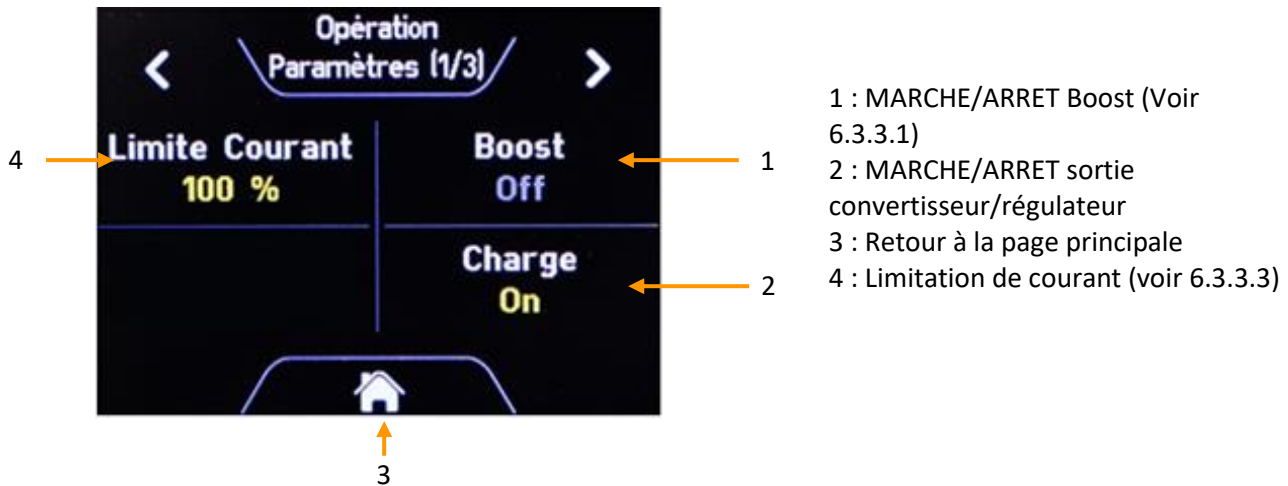 Opération
Paramètres (1/3)
Limite Courant
100 %
Boost
Off
Charge
On
4
1
2
3
1 : MARCHE/ARRET Boost (Voir
6.3.3.1)
2 : MARCHE/ARRET sortie
convertisseur/régulateur
3 : Retour à la page principale
4 : Limitation de courant (voir 6.3.3.3)